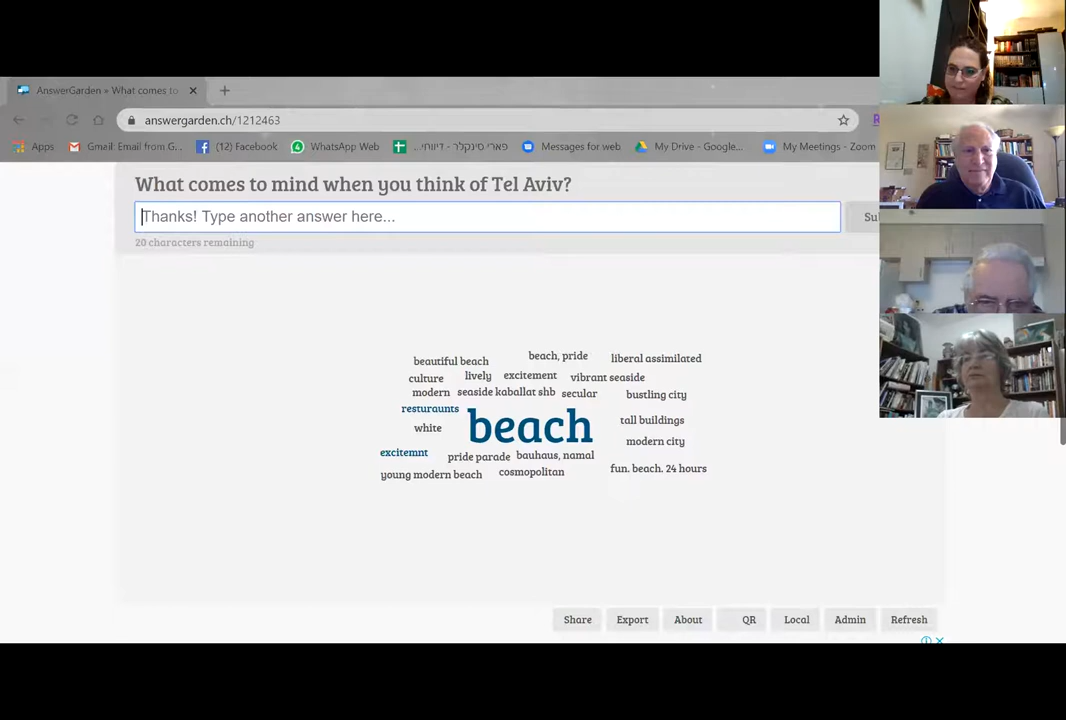 AnswerGarden » What comes to
answergarden.ch/1212463
Apps Gmail: Email from G... (12) Facebook WhatsApp Web פארי סינקלר - דיווחי... Messages for web My Drive - Google... My Meetings - Zoom
What comes to mind when you think of Tel Aviv?
Thanks! Type another answer here...
20 characters remaining
beautiful beach beach, pride liberal assimilated
culture lively excitement vibrant seaside
modern seaside kaballat shb secular bustling city
resturaunts
white beach tall buildings
modern city
excitemnt pride parade bauhaus, namal
young modern beach cosmopolitan fun. beach. 24 hours
Share Export About QR Local Admin Refresh